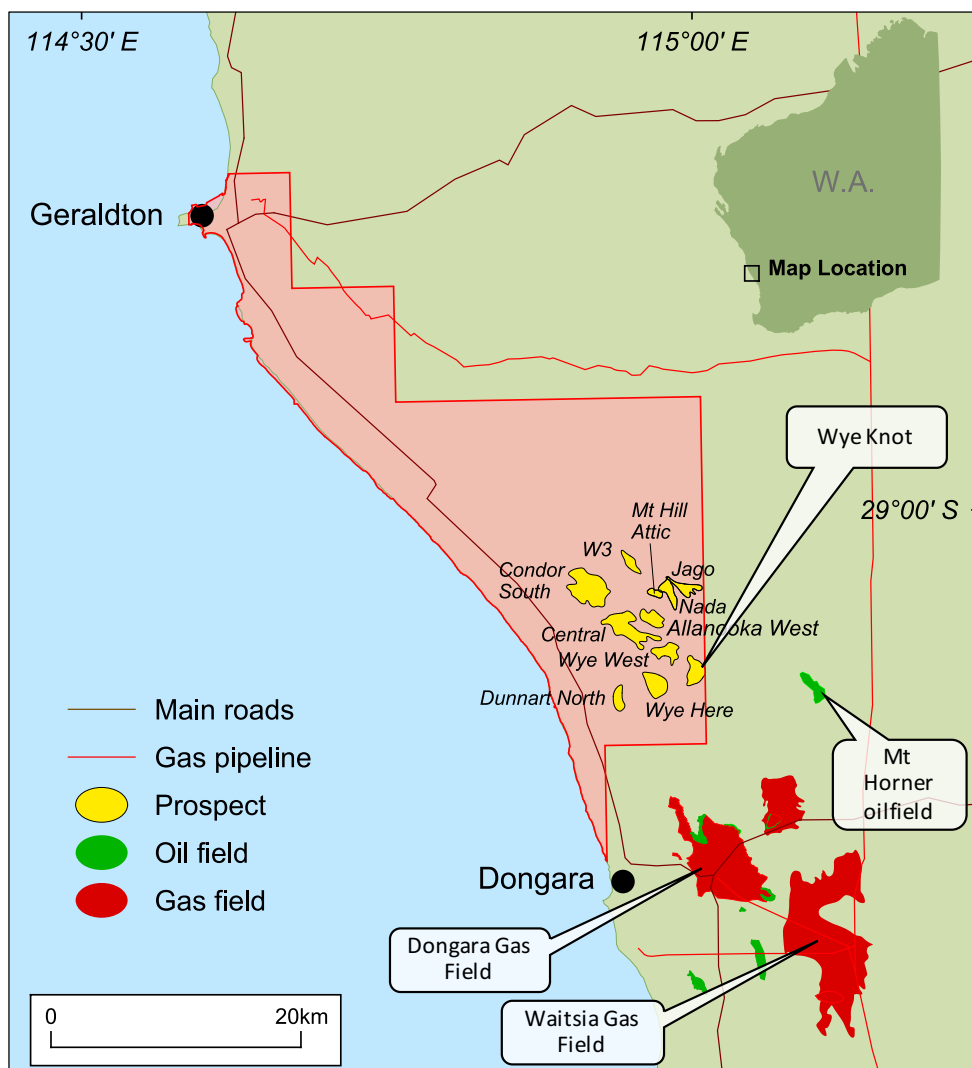 114°30' E
115°00' E
W.A.
Geraldton
Map Location
Wye Knot
29°00' S
Mt Hill
Attic
W3
Condor
South
Jago
Nada
Allandoka West
Central
Wye West
Dunnart North
Wye Here
Main roads
Gas pipeline
Prospect
Oil field
Gas field
Mt
Horner
oilfield
Dongara
Dongara Gas
Field
Waitsia Gas
Field
0
20km